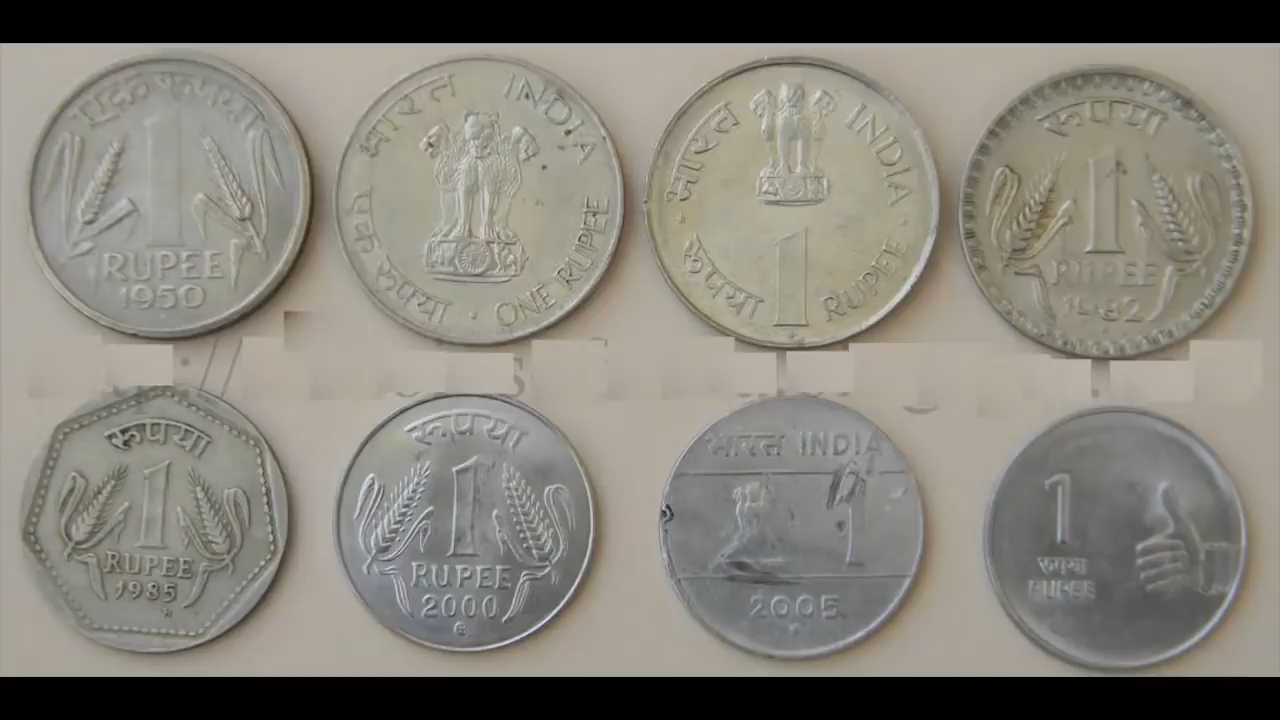 एक रुपया
1
RUPEE
1950
भारत INDIA
एक रुपया · ONE RUPEE
भारत INDIA
रुपया 1 RUPEE
रूपया
1
RUPEE
1982
रूपया
1
RUPEE
1985
रूपया
1
RUPEE
2000
भारत INDIA
1
2005
1
रुपया
RUPEE